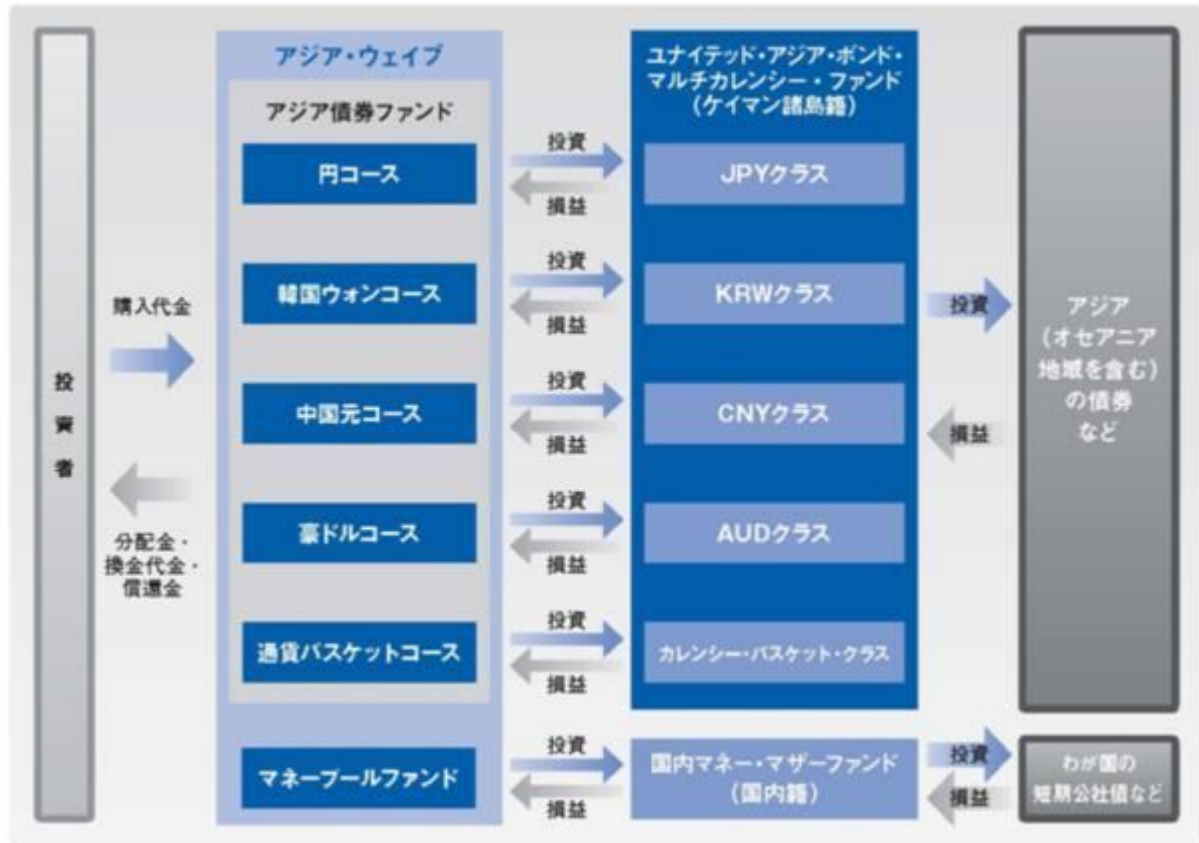 投資者
購入代金
分配金・
換金代金・
償還金
アジア・ウェイブ
アジア債券ファンド
円コース
韓国ウォンコース
中国元コース
豪ドルコース
通貨バスケットコース
マネープールファンド
投資
損益
投資
損益
投資
損益
投資
損益
投資
損益
投資
損益
ユナイテッド・アジア・ボンド・
マルチカレンシー・ファンド
(ケイマン諸島籍)
JPYクラス
KRWクラス
CNYクラス
AUDクラス
カレンシー・バスケット・クラス
国内マネー・マザーファンド
(国内籍)
投資
損益
投資
損益
アジア
(オセアニア
地域を含む)
の債券
など
わが国の
短期公社債など